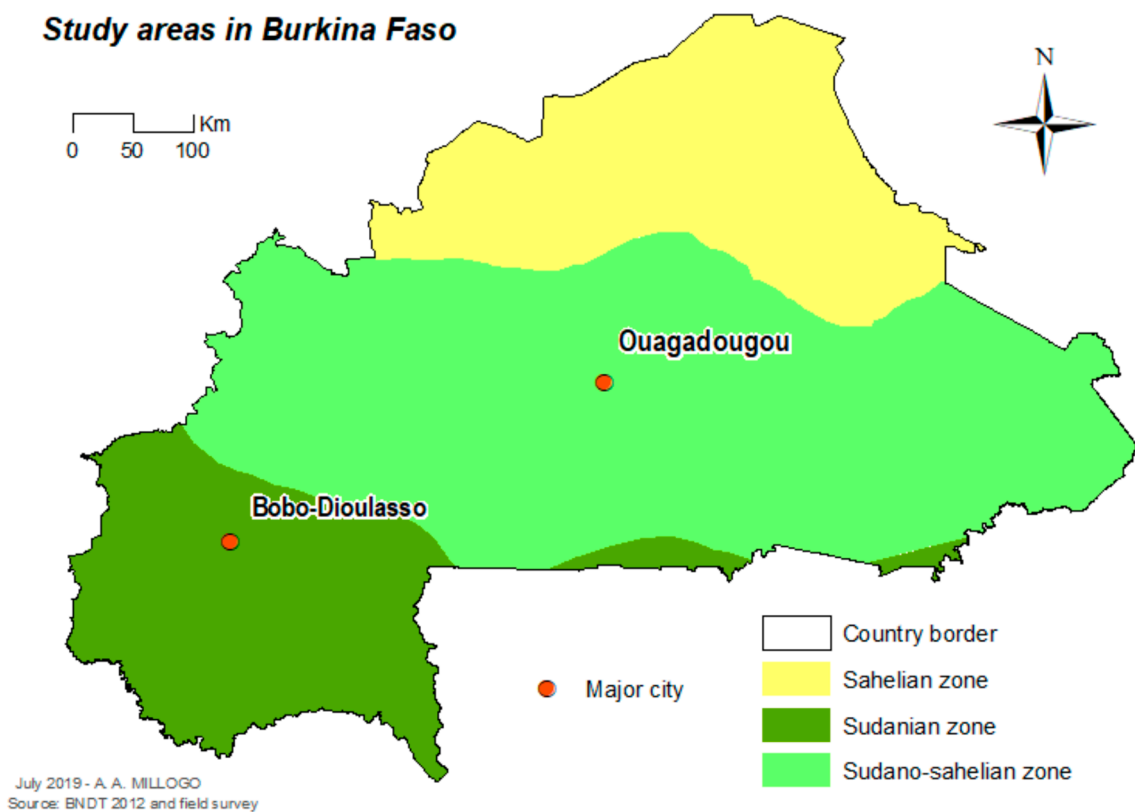 Study areas in Burkina Faso
N
Km
0 50 100
Ouagadougou
Bobo-Dioulasso
Country border
Sahelian zone
Major city
Sudanian zone
Sudano-sahelian zone
July 2019 - A. A. MILLOGO
Source: BNDT 2012 and field survey